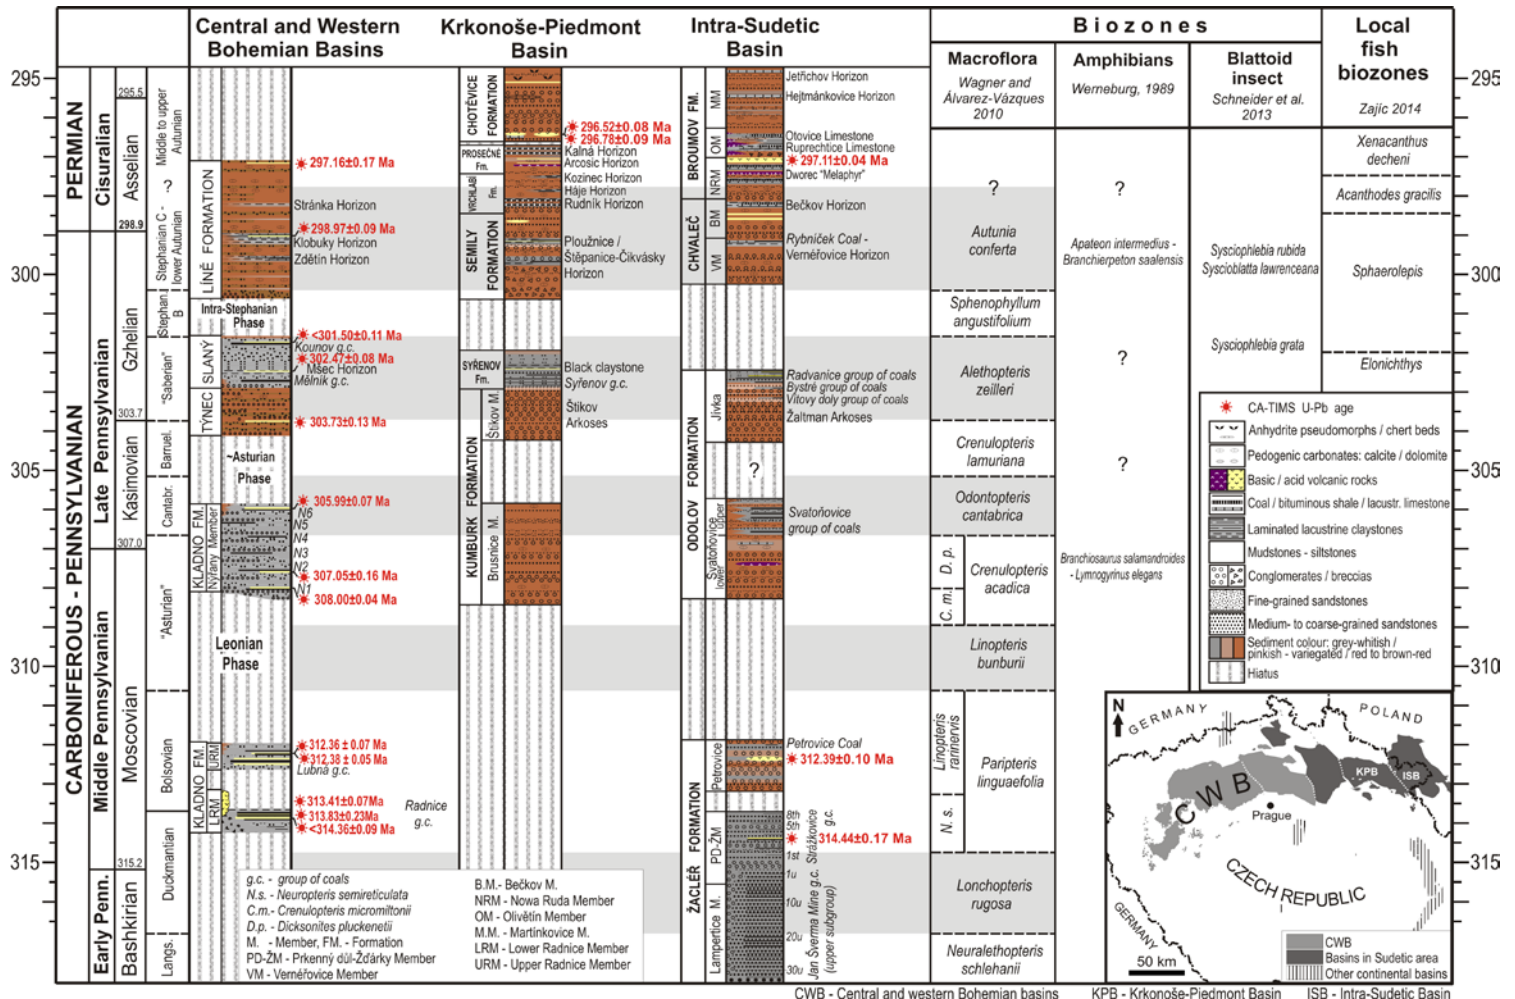 Central and Western
Bohemian Basins
Krkonoše-Piedmont
Basin
Intra-Sudetic
Basin
Biozones
Macroflora
Wagner and
Álvarez-Vázques
2010
Amphibians
Werneburg, 1989
Blattoid
insect
Schneider et al.
2013
Local
fish
biozones
Zajic 2014
295
300
305
310
315
CARBONIFEROUS - PENNSYLVANIAN
PERMIAN
Early Penn.
Middle Pennsylvanian
Late Pennsylvanian
Cisuralian
Bashkirian
Moscovian
Kasimovian
Gzhelian
Asselian
295.5
298.9
303.7
307.0
315.2
Langs.
Duckmantian
Bolsovian
"Asturian"
Cantabr.
Barruel.
"Saberian"
Stephan.
B
Stephanian C -
lower Autunian
?
Middle to upper
Autunian
LÍNĚ FORMATION
Intra-Stephanian
Phase
SLANÝ
TÝNEC
~Asturian
Phase
KLADNO FM.
Nýřany Member
Leonian
Phase
KLADNO FM.
URM
LRM
297.16±0.17 Ma
Stránka Horizon
298.97±0.09 Ma
Klobuky Horizon
Zdětín Horizon
<301.50±0.11 Ma
Kounov g.c.
302.47±0.08 Ma
Mšec Horizon
Mělník g.c.
303.73±0.13 Ma
305.99±0.07 Ma
N6
N5
N4
N3
N2
307.05±0.16 Ma
N1
308.00±0.04 Ma
312.36 ± 0.07 Ma
312.38 ± 0.05 Ma
Lubná g.c.
313.41±0.07Ma
313.83±0.23Ma
<314.36±0.09 Ma
Radnice
g.c.
CHOTĚVICE
FORMATION
PROSEČNÉ
Fm.
VRCHLABÍ
Fm.
SEMILY
FORMATION
SYŘENOV
Fm.
KUMBURK FORMATION
Štikov M.
Brusnice M.
296.52±0.08 Ma
296.78±0.09 Ma
Kalná Horizon
Arcosic Horizon
Kozinec Horizon
Háje Horizon
Rudník Horizon
Ploužnice /
Štěpanice-Čikvásky
Horizon
Black claystone
Syřenov g.c.
Štikov
Arkoses
BROUMOV FM.
MM
OM
NRM
CHVALEČ
BM
VM
ODOLOV FORMATION
Jívka
?
Svatoňovice
upper
lower
ŽACLÉŘ FORMATION
Petrovice
PD-ŽM
Lampertice M.
Jetřichov Horizon
Hejtmánkovice Horizon
Otovice Limestone
Ruprechtice Limestone
297.11±0.04 Ma
Dworec "Melaphyr"
Bečkov Horizon
Rybníček Coal -
Vernéřovice Horizon
Radvanice group of coals
Bystré group of coals
Vitovy doly group of coals
Žaltman Arkoses
Svatoňovice
group of coals
Petrovice Coal
312.39±0.10 Ma
8th
5th
314.44±0.17 Ma
1st
Strážkovice
g.c.
1u
10u
20u
30u
Jan Šverma Mine g.c.
(upper subgroup)
?
Autunia
conferta
Sphenophyllum
angustifolium
Alethopteris
zeilleri
Crenulopteris
lamuriana
Odontopteris
cantabrica
D. p.
C. m.
Crenulopteris
acadica
Linopteris
bunburii
Linopteris
rarinervis
N. s.
Paripteris
linguaefolia
Lonchopteris
rugosa
Neuralethopteris
schlehanii
?
Apateon intermedius -
Branchierpeton saalensis
?
?
Branchiosaurus salamandroides
- Lymnogyrinus elegans
Sysciophlebia rubida
Syscioblatta lawrenceana
Sysciophlebia grata
Xenacanthus
decheni
Acanthodes gracilis
Sphaerolepis
Elonichthys
CA-TIMS U-Pb age
Anhydrite pseudomorphs / chert beds
Pedogenic carbonates: calcite / dolomite
Basic / acid volcanic rocks
Coal / bituminous shale / lacustr. limestone
Laminated lacustrine claystones
Mudstones - siltstones
Conglomerates / breccias
Fine-grained sandstones
Medium- to coarse-grained sandstones
Sediment colour: grey-whitish /
pinkish - variegated / red to brown-red
Hiatus
295
300
305
310
315
g.c. - group of coals
N.s. - Neuropteris semireticulata
C.m.- Crenulopteris micromiltonii
D.p. - Dicksonites pluckenetii
M. - Member, FM. - Formation
PD-ŽM - Prkenný důl-Žďárky Member
VM - Vernéřovice Member
B.M.- Bečkov M.
NRM - Nowa Ruda Member
OM - Olivětín Member
M.M. - Martínkovice M.
LRM - Lower Radnice Member
URM - Upper Radnice Member
N
GERMANY
POLAND
CWB
KPB
ISB
Prague
CZECH REPUBLIC
GERMANY
50 km
CWB
Basins in Sudetic area
Other continental basins
CWB - Central and western Bohemian basins
KPB - Krkonoše-Piedmont Basin
ISB - Intra-Sudetic Basin